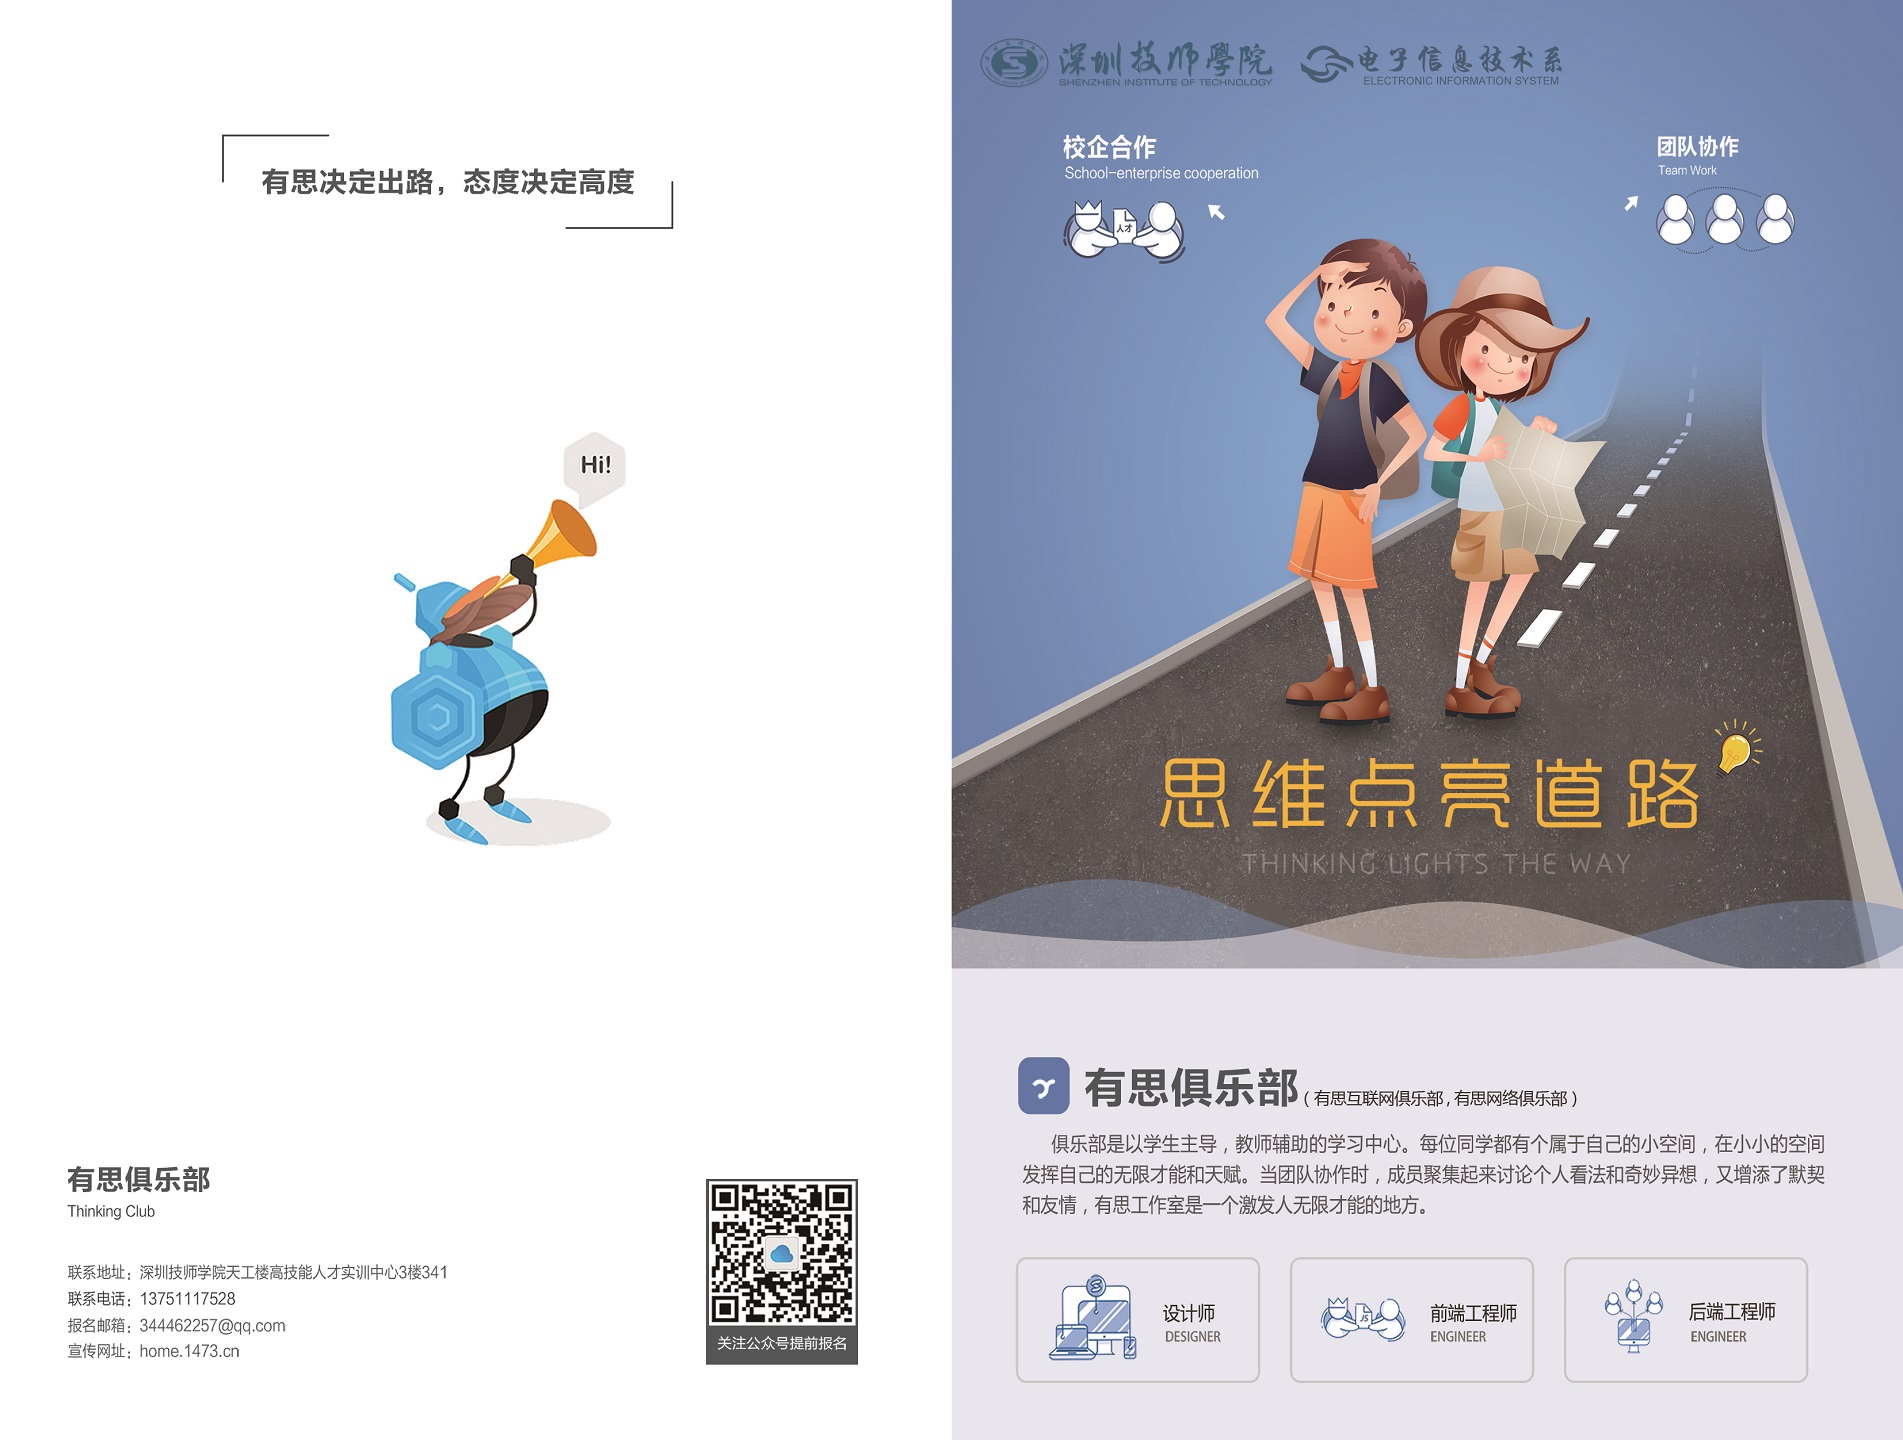 有思决定出路，态度决定高度
Hi!
有思俱乐部
Thinking Club
联系地址：深圳技师学院天工楼高技能人才实训中心3楼341
联系电话：13751117528
报名邮箱：344462257@qq.com
宣传网址：home.1473.cn
关注公众号提前报名
深圳技师學院
SHENZHEN INSTITUTE OF TECHNOLOGY
电子信息技术系
ELECTRONIC INFORMATION SYSTEM
校企合作
School-enterprise cooperation
人才
团队协作
Team Work
思维点亮道路
THINKING LIGHTS THE WAY
有思俱乐部(有思互联网俱乐部,有思网络俱乐部)
俱乐部是以学生主导，教师辅助的学习中心。每位同学都有个属于自己的小空间，在小小的空间
发挥自己的无限才能和天赋。当团队协作时，成员聚集起来讨论个人看法和奇妙异想，又增添了默契
和友情，有思工作室是一个激发人无限才能的地方。
设计师
DESIGNER
JS
前端工程师
ENGINEER
后端工程师
ENGINEER